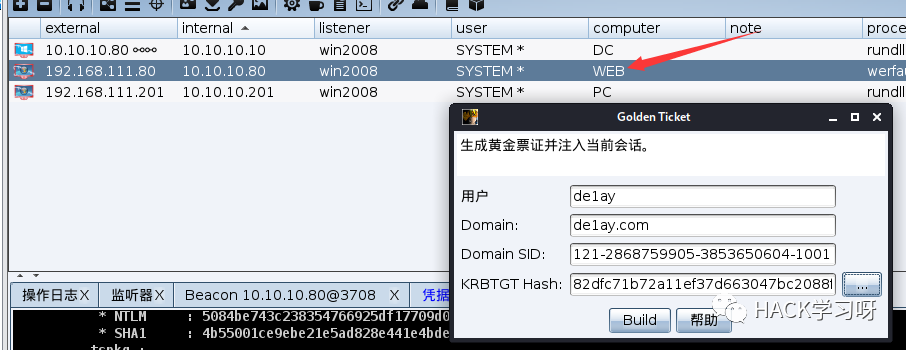 external internal listener user computer note
10.10.10.80 10.10.10.10 win2008 SYSTEM * DC
192.168.111.80 10.10.10.80 win2008 SYSTEM * WEB
192.168.111.201 10.10.10.201 win2008 SYSTEM * PC
Golden Ticket
生成黄金票证并注入当前会话。
用户 de1ay
Domain: de1ay.com
Domain SID: 121-2868759905-3853650604-1001
KRBTGT Hash: 82dfc71b72a11ef37d663047bc2088f ...
Build 帮助
操作日志X 监听器X Beacon 10.10.10.80@3708 X 凭据
* NTLM : 5084be743c238354766925df17709d0
* SHA1 : 4b55001ce9ebe21e5ad828e441e4bde
HACK学习呀